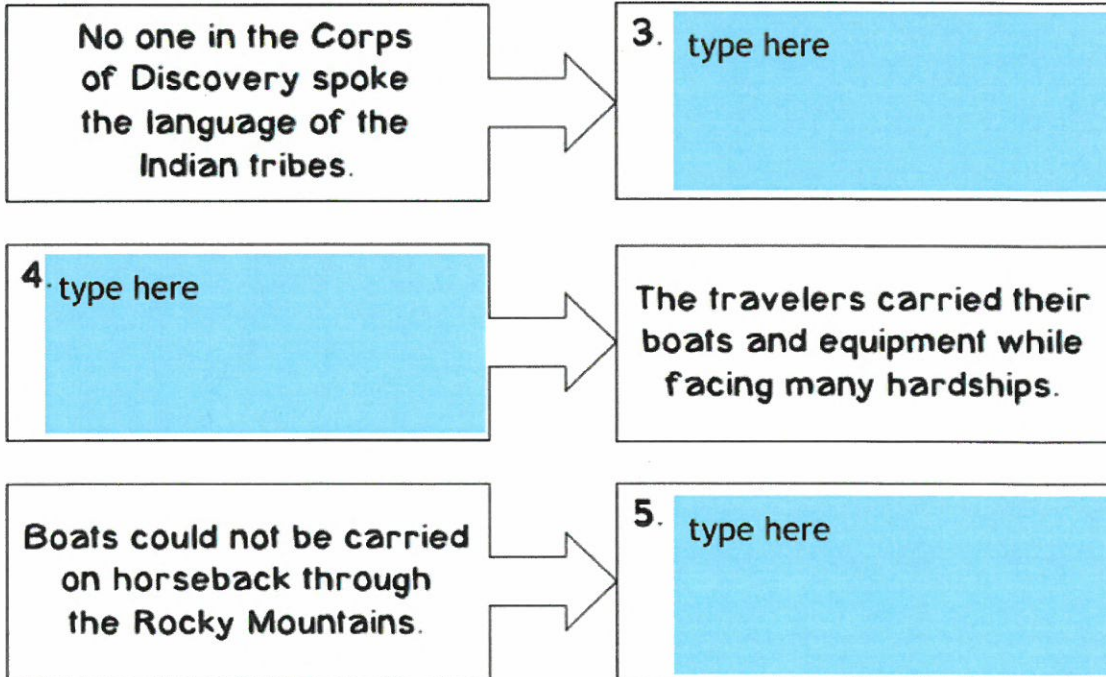 No one in the Corps
of Discovery spoke
the language of the
Indian tribes.
3. type here
4. type here
The travelers carried their
boats and equipment while
facing many hardships.
Boats could not be carried
on horseback through
the Rocky Mountains.
5. type here